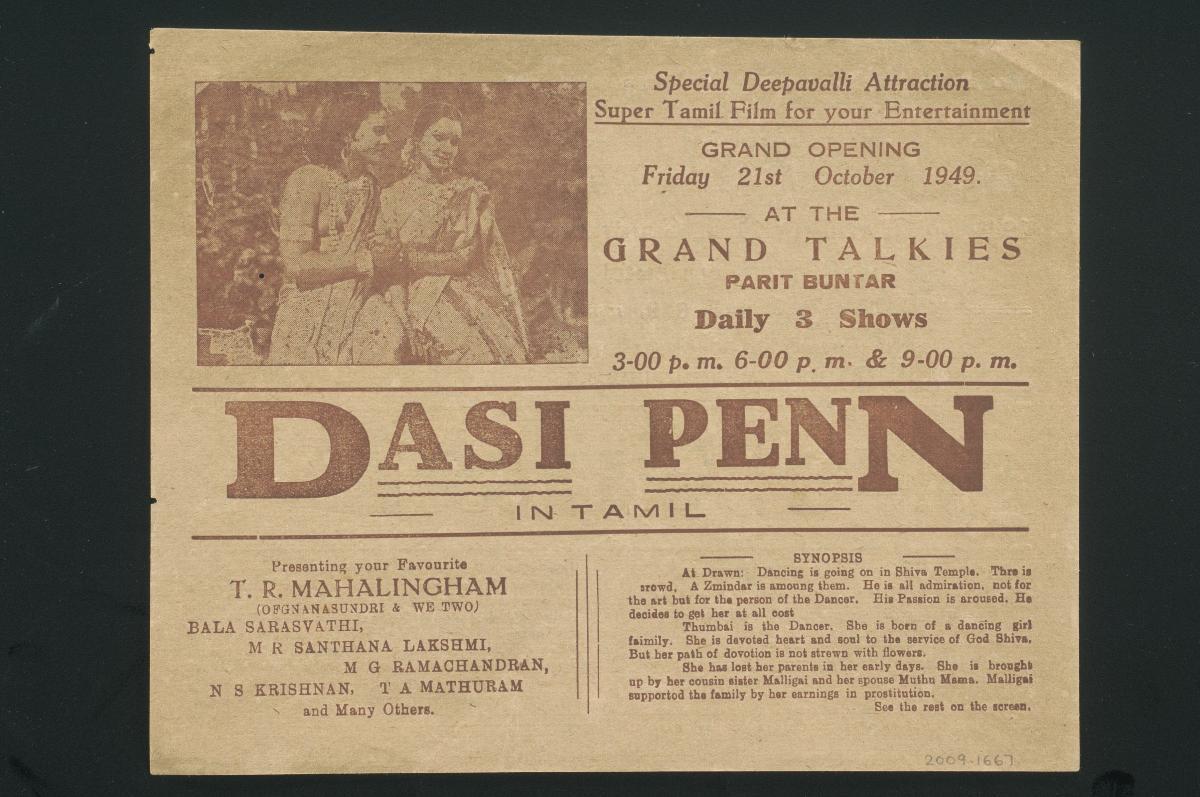 Special Deepavalli Attraction
Super Tamil Film for your Entertainment
GRAND OPENING
Friday 21st October 1949.
AT THE
GRAND TALKIES
PARIT BUNTAR
Daily 3 Shows
3-00 p. m. 6-00 p. m. & 9-00 p. m.
DASI PENN
IN TAMIL
Presenting your Favourite
T. R. MAHALINGHAM
(OFGNANASUNDRI & WE TWO)
BALA SARASVATHI,
M R SANTHANA LAKSHMI,
M G RAMACHANDRAN,
N S KRISHNAN, T A MATHURAM
and Many Others.
SYNOPSIS
At Drawn: Dancing is going on in Shiva Temple. Thre is
srowd, A Zmindar is amoung them. He is all admiration, not for
the art but for the person of the Dancer. His Passion is aroused. He
decides to get her at all cost
Thumbai is the Dancer. She is born of a dancing girl
faimily. She is devoted heart and soul to the service of God Shiva.
But her path of dovotion is not strewn with flowers.
She has lost her parents in her early days. She is brought
up by her cousin sister Malligai and her spouse Muthu Mama. Malligai
supported the family by her earnings in prostitution.
See the rest on the screen.
2009-1667